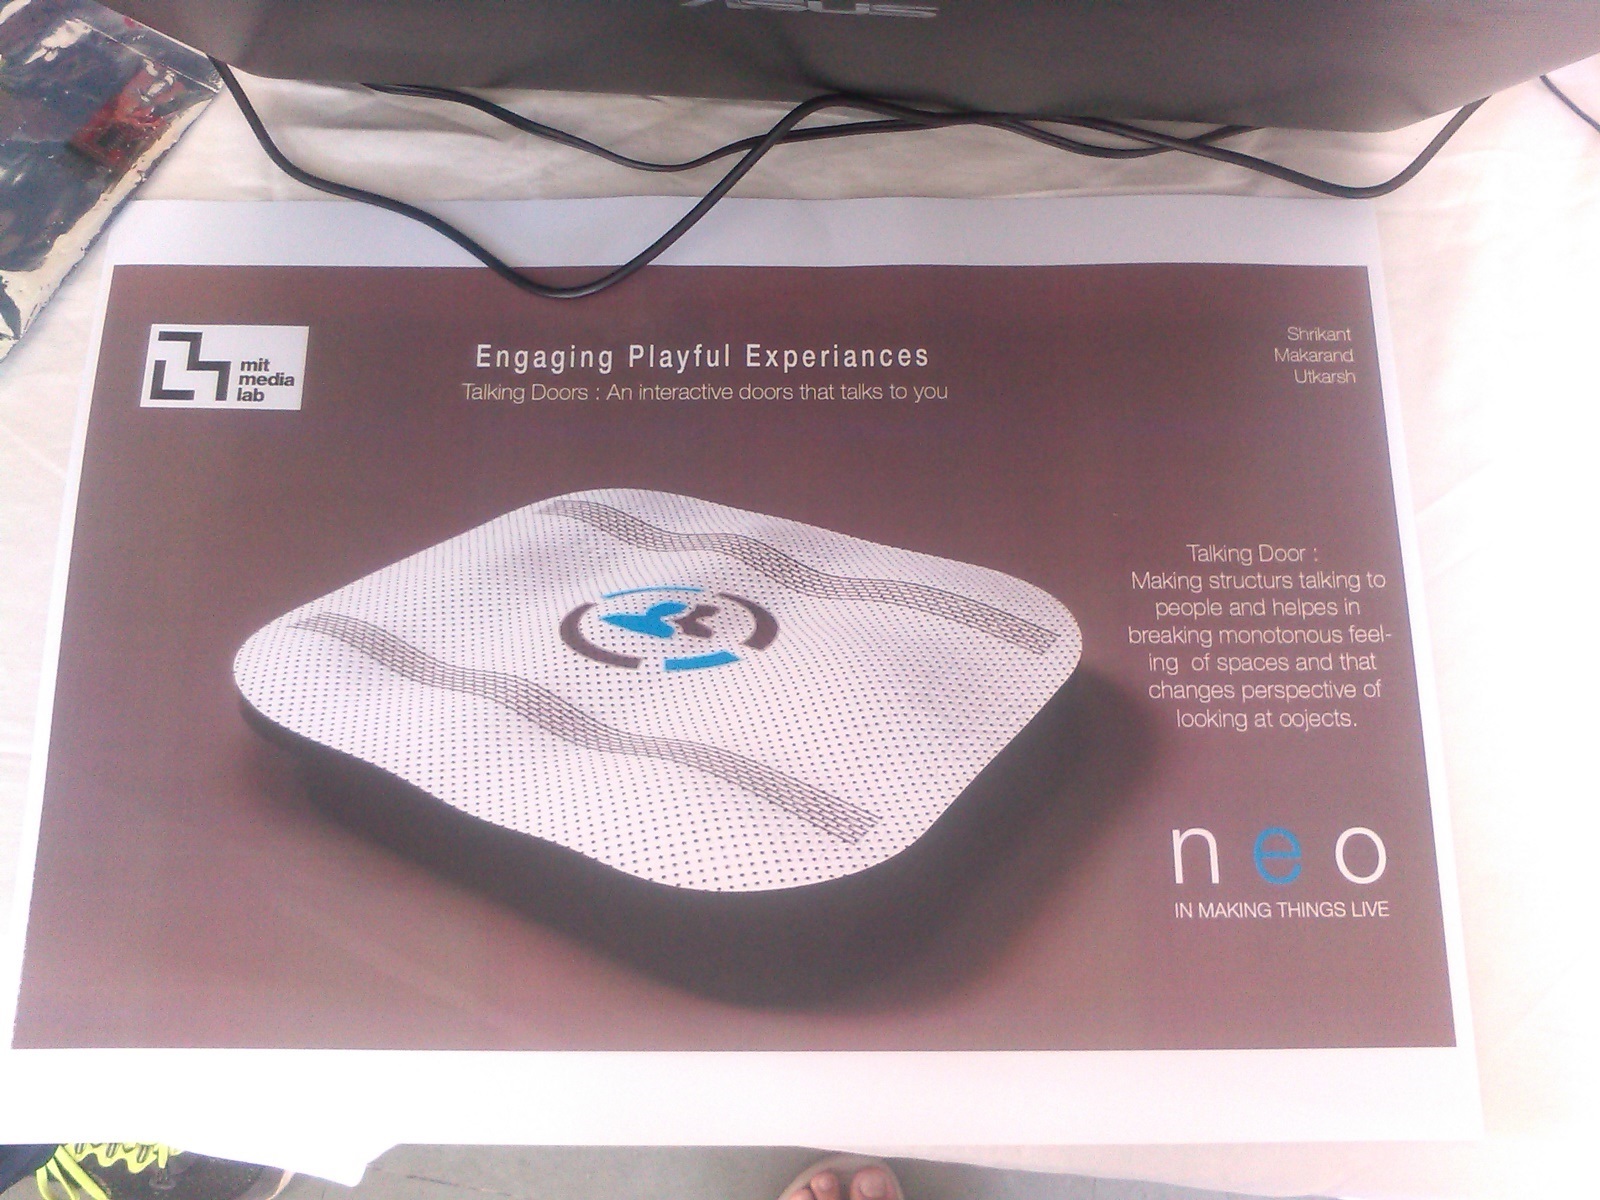 mit
media
lab
Engaging Playful Experiances
Talking Doors : An interactive doors that talks to you
Shrikant
Makarand
Utkarsh
Talking Door :
Making structurs talking to
people and helpes in
breaking monotonous feel-
ing of spaces and that
changes perspective of
looking at oojects.
neo
IN MAKING THINGS LIVE